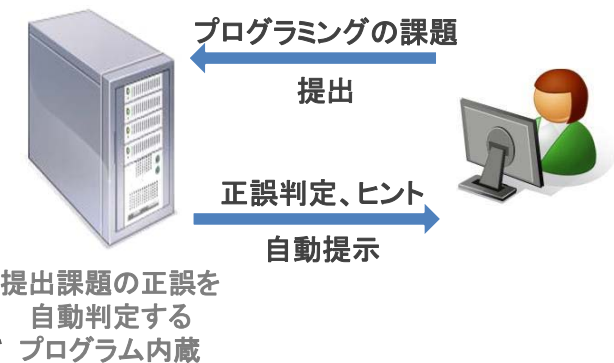 プログラミングの課題
提出
正誤判定、ヒント
自動提示
提出課題の正誤を
自動判定する
プログラム内蔵